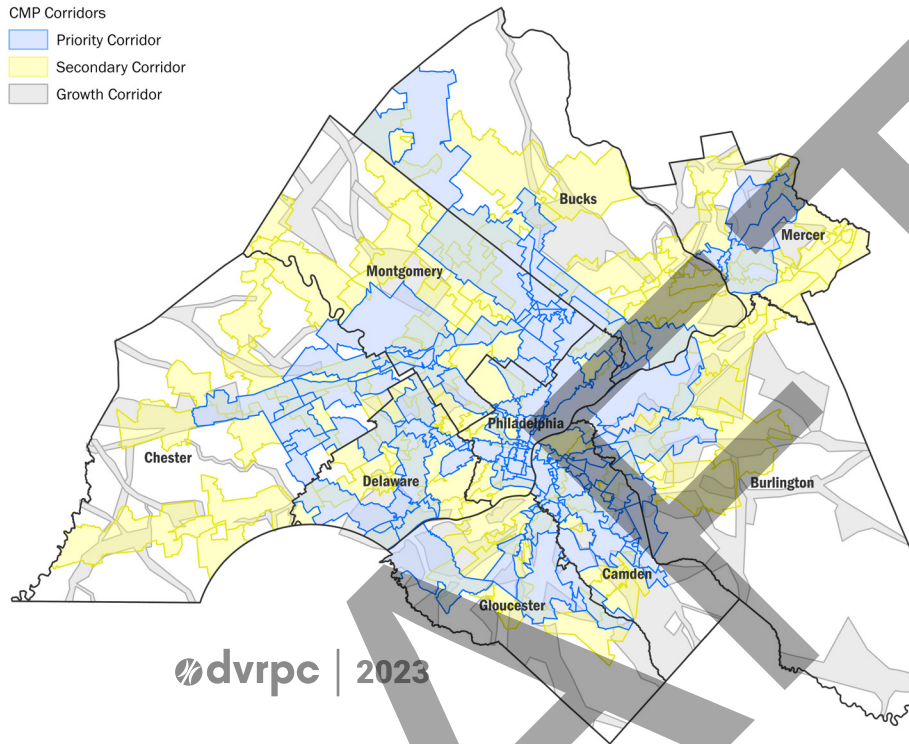 CMP Corridors
Priority Corridor
Secondary Corridor
Growth Corridor
Bucks
Mercer
Montgomery
Philadelphia
Chester
Delaware
Burlington
Camden
Gloucester
dvrpc | 2023